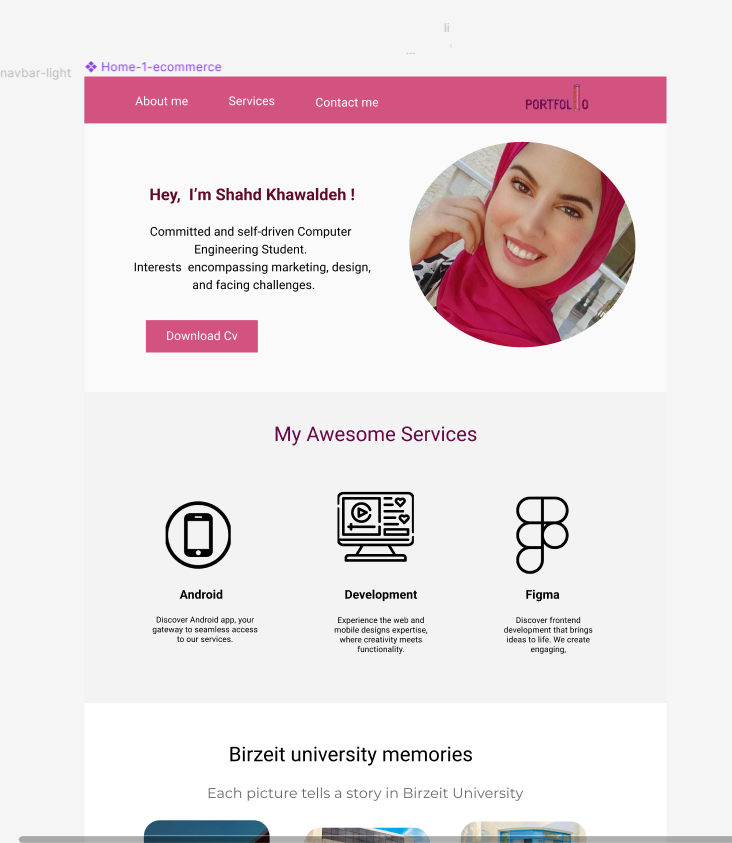 li
...
navbar-light
Home-1-ecommerce
About me Services Contact me PORTFOLIO
Hey, I’m Shahd Khawaldeh !
Committed and self-driven Computer
Engineering Student.
Interests encompassing marketing, design,
and facing challenges.
Download Cv
My Awesome Services
Android
Discover Android app, your
gateway to seamless access
to our services.
Development
Experience the web and
mobile designs expertise,
where creativity meets
functionality.
Figma
Discover frontend
development that brings
ideas to life. We create
engaging,
Birzeit university memories
Each picture tells a story in Birzeit University